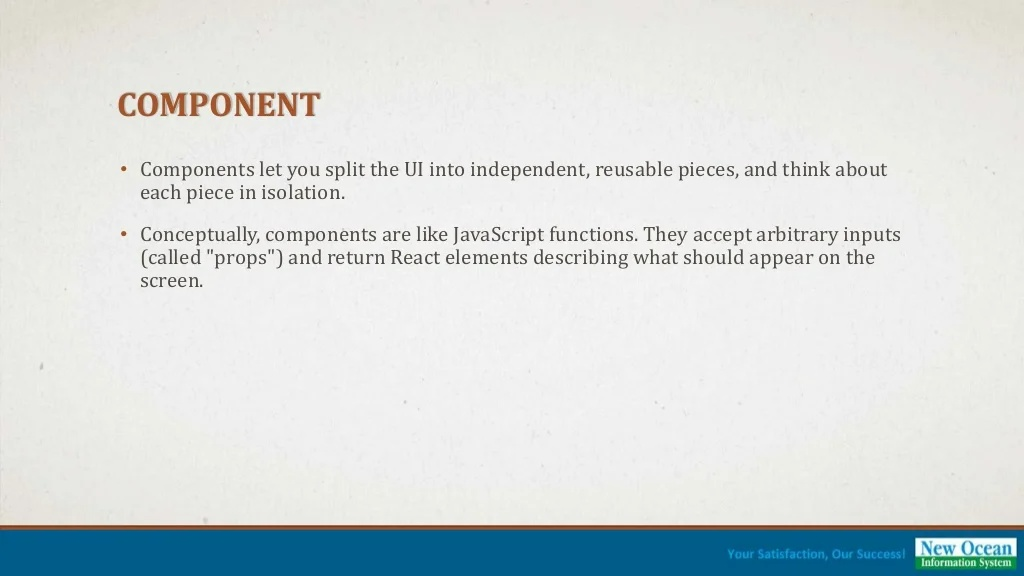 COMPONENT
• Components let you split the UI into independent, reusable pieces, and think about
each piece in isolation.
• Conceptually, components are like JavaScript functions. They accept arbitrary inputs
(called "props") and return React elements describing what should appear on the
screen.
Your Satisfaction, Our Success!
New Ocean
Information System